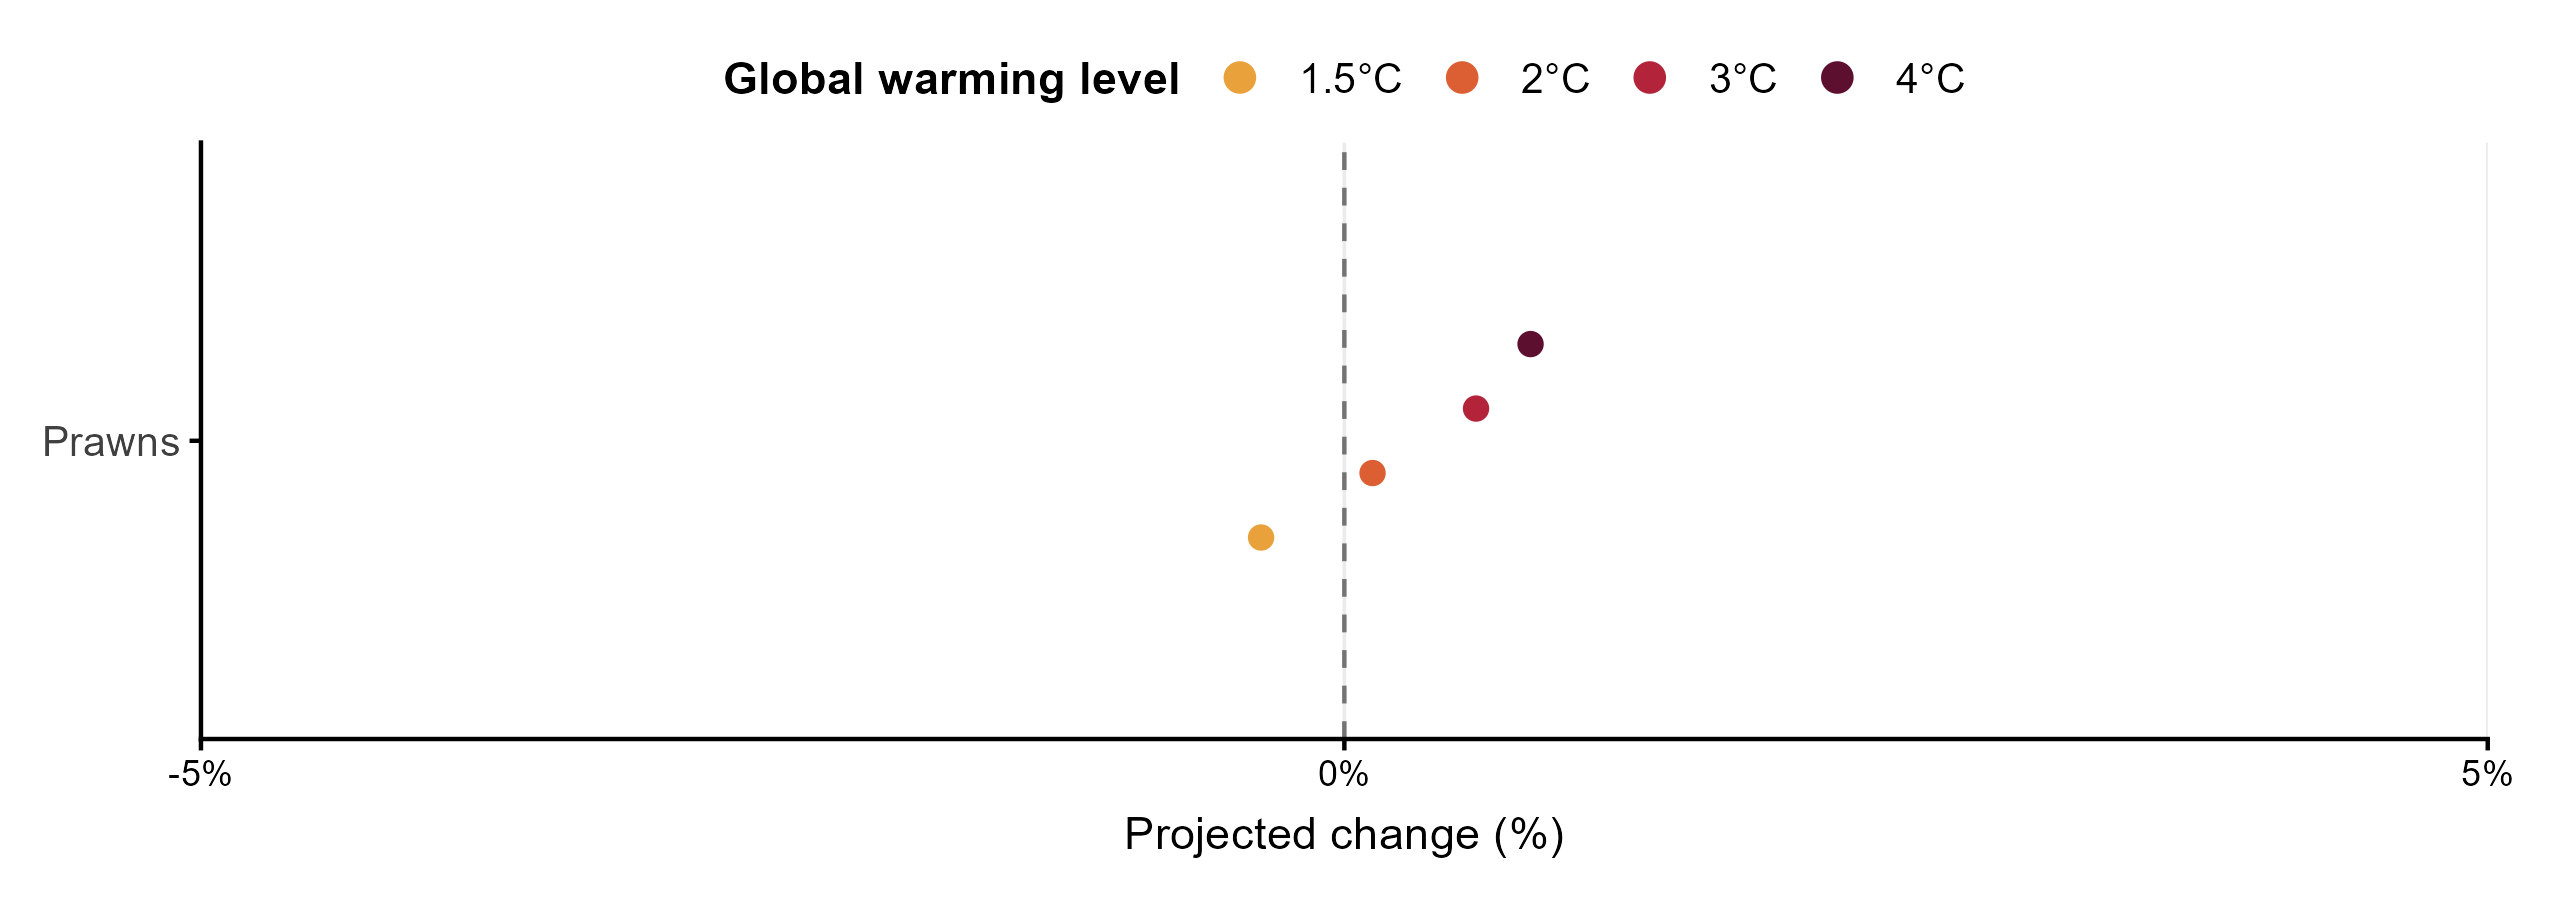 Global warming level 1.5°C 2°C 3°C 4°C
Prawns
-5% 0% 5%
Projected change (%)